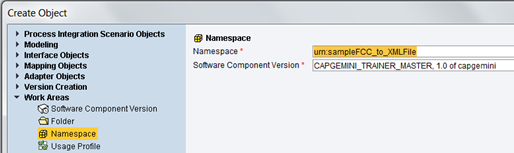 Create Object
Process Integration Scenario Objects
Modeling
Interface Objects
Mapping Objects
Adapter Objects
Version Creation
Work Areas
Software Component Version
Folder
Namespace
Usage Profile
Namespace
Namespace * urn:sampleFCC_to_XMLFile
Software Component Version * CAPGEMINI_TRAINER_MASTER, 1.0 of capgemini